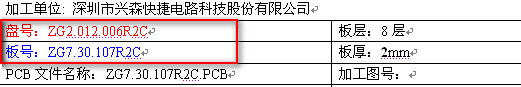 加工单位: 深圳市兴森快捷电路科技股份有限公司
盘号: ZG2.012.006R2C 板层: 8 层
板号: ZG7.30.107R2C 板厚: 2mm
PCB 文件名称: ZG7.30.107R2C.PCB 加工图号: